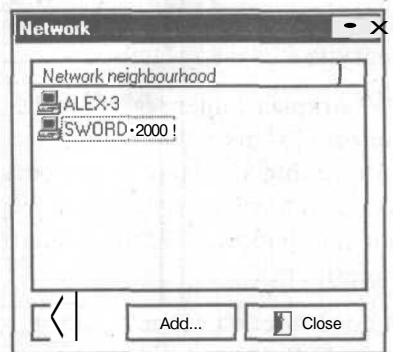 Network
Network neighbourhood
ALEX-3
SWORD•2000!
Add...
Close